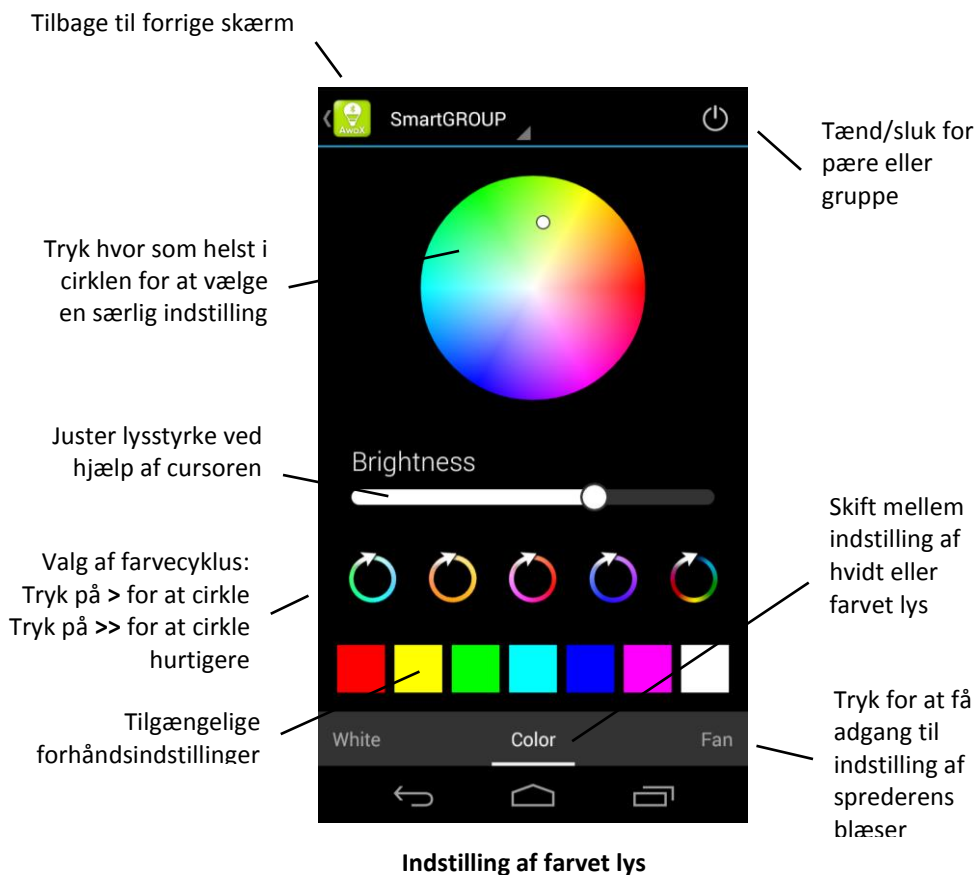 Tilbage til forrige skærm
AwoX
SmartGROUP
Tænd/sluk for
pære eller
gruppe
Tryk hvor som helst i
cirklen for at vælge
en særlig indstilling
Juster lysstyrke ved
hjælp af cursoren
Brightness
Skift mellem
indstilling af
hvidt eller
farvet lys
Valg af farvecyklus:
Tryk på > for at cirkle
Tryk på >> for at cirkle
hurtigere
Tilgængelige
forhåndsindstillinger
White
Color
Fan
Tryk for at få
adgang til
indstilling af
sprederens
blæser
Indstilling af farvet lys